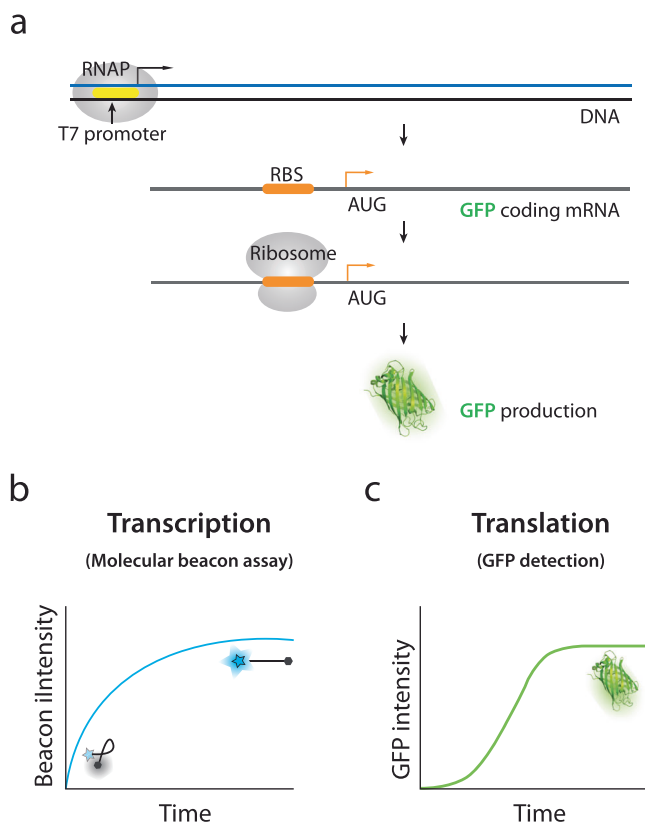 a
RNAP
T7 promoter
DNA
RBS
AUG
GFP coding mRNA
Ribosome
AUG
GFP production
b
Transcription
(Molecular beacon assay)
Beacon iIntensity
Time
c
Translation
(GFP detection)
GFP intensity
Time